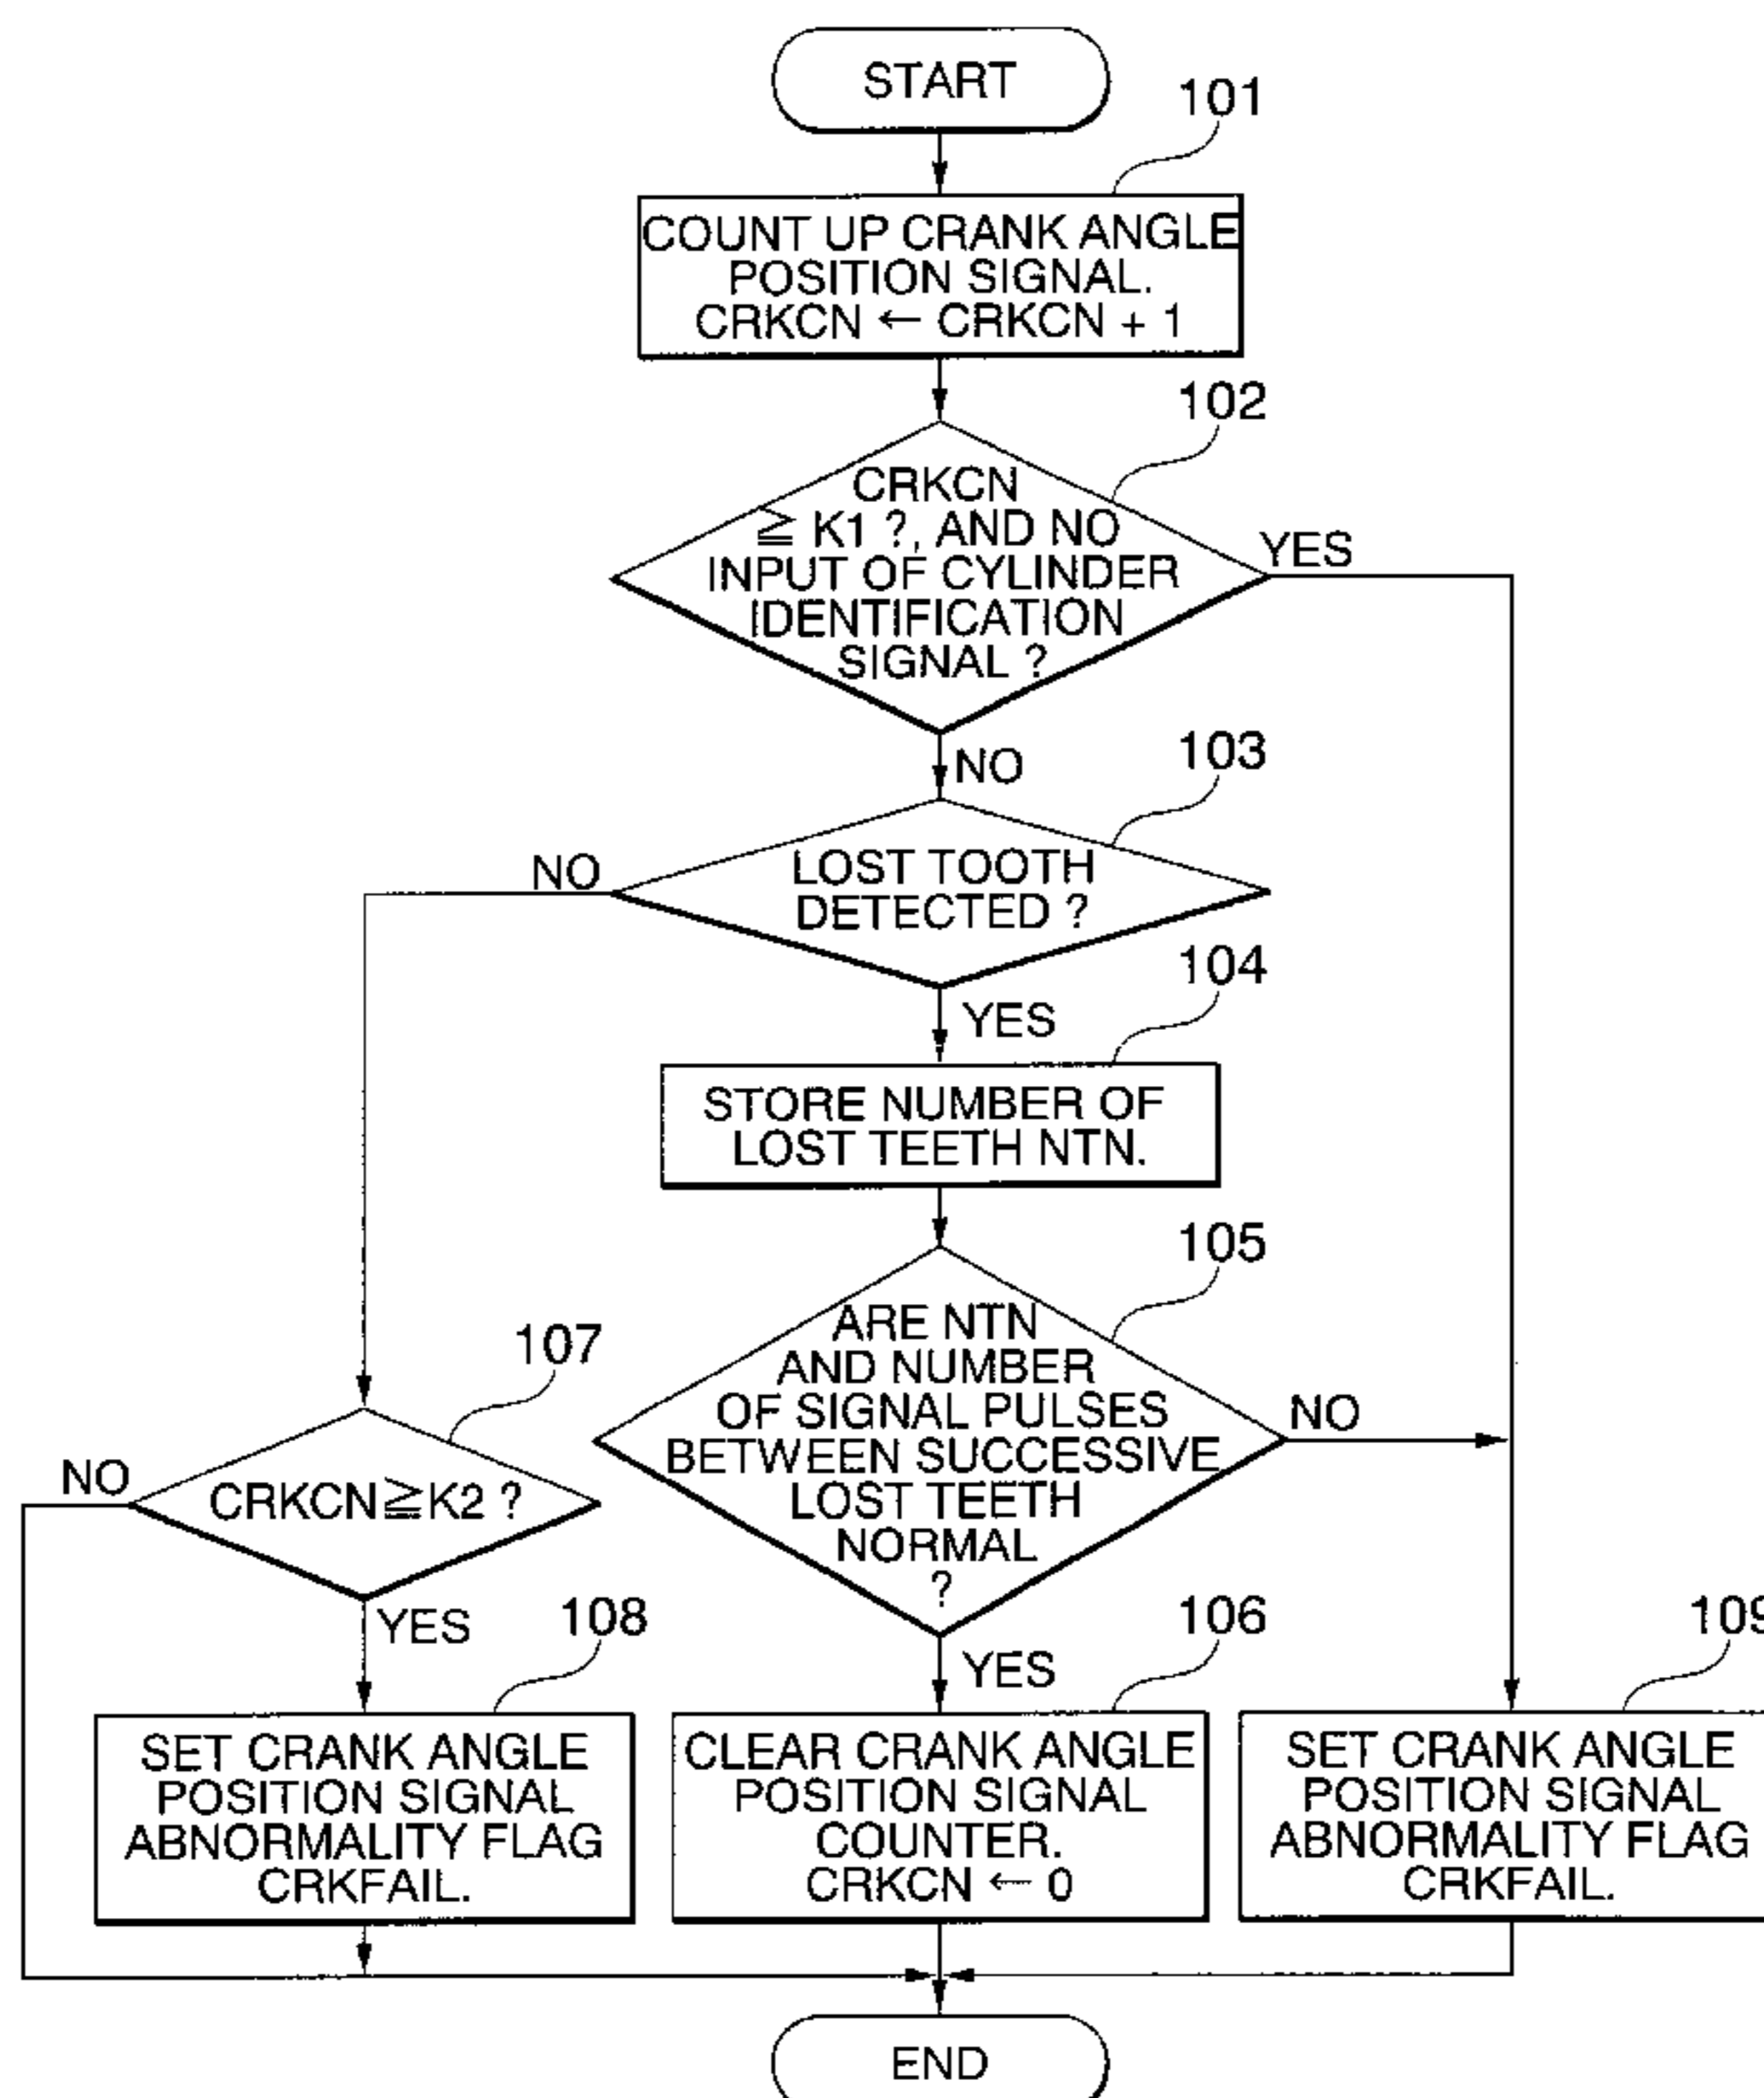 START
101
COUNT UP CRANK ANGLE
POSITION SIGNAL.
CRKCN ← CRKCN + 1
102
CRKCN
≧ K1 ?, AND NO
INPUT OF CYLINDER
IDENTIFICATION
SIGNAL ?
YES
NO
103
LOST TOOTH
DETECTED ?
NO
YES
104
STORE NUMBER OF
LOST TEETH NTN.
105
ARE NTN
AND NUMBER
OF SIGNAL PULSES
BETWEEN SUCCESSIVE
LOST TEETH
NORMAL
?
NO
YES
107
CRKCN≧K2 ?
NO
YES
108
SET CRANK ANGLE
POSITION SIGNAL
ABNORMALITY FLAG
CRKFAIL.
106
CLEAR CRANK ANGLE
POSITION SIGNAL
COUNTER.
CRKCN ← 0
109
SET CRANK ANGLE
POSITION SIGNAL
ABNORMALITY FLAG
CRKFAIL.
END